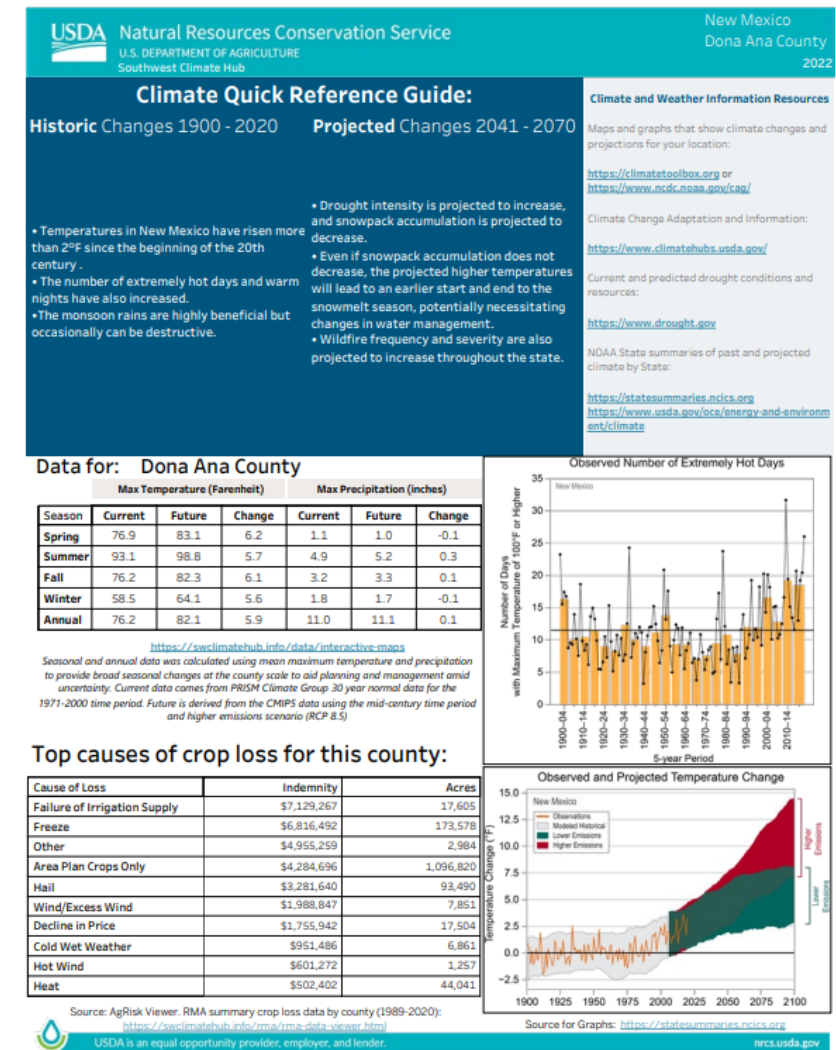 USDA
Natural Resources Conservation Service
U.S. DEPARTMENT OF AGRICULTURE
Southwest Climate Hub
New Mexico
Dona Ana County
2022
Climate Quick Reference Guide:
Historic Changes 1900 - 2020
Projected Changes 2041 - 2070
• Temperatures in New Mexico have risen more
than 2°F since the beginning of the 20th
century .
• The number of extremely hot days and warm
nights have also increased.
•The monsoon rains are highly beneficial but
occasionally can be destructive.
• Drought intensity is projected to increase,
and snowpack accumulation is projected to
decrease.
• Even if snowpack accumulation does not
decrease, the projected higher temperatures
will lead to an earlier start and end to the
snowmelt season, potentially necessitating
changes in water management.
• Wildfire frequency and severity are also
projected to increase throughout the state.
Climate and Weather Information Resources
Maps and graphs that show climate changes and
projections for your location:
https://climatetoolbox.org or
https://www.ncdc.noaa.gov/cag/
Climate Change Adaptation and Information:
https://www.climatehubs.usda.gov/
Current and predicted drought conditions and
resources:
https://www.drought.gov
NOAA State summaries of past and projected
climate by State:
https://statesummaries.ncics.org
https://www.usda.gov/oce/energy-and-environm
ent/climate
Data for: Dona Ana County
Max Temperature (Farenheit) Max Precipitation (inches)
Season Current Future Change Current Future Change
Spring 76.9 83.1 6.2 1.1 1.0 -0.1
Summer 93.1 98.8 5.7 4.9 5.2 0.3
Fall 76.2 82.3 6.1 3.2 3.3 0.1
Winter 58.5 64.1 5.6 1.8 1.7 -0.1
Annual 76.2 82.1 5.9 11.0 11.1 0.1
https://swclimatehub.info/data/interactive-maps
Seasonal and annual data was calculated using mean maximum temperature and precipitation
to provide broad seasonal changes at the county scale to aid planning and management amid
uncertainty. Current data comes from PRISM Climate Group 30 year normal data for the
1971-2000 time period. Future is derived from the CMIP5 data using the mid-century time period
and higher emissions scenario (RCP 8.5)
Observed Number of Extremely Hot Days
New Mexico
Number of Days
with Maximum Temperature of 100°F or Higher
35
30
25
20
15
10
5
0
1900–04
1910–14
1920–24
1930–34
1940–44
1950–54
1960–64
1970–74
1980–84
1990–94
2000–04
2010–14
5-year Period
Top causes of crop loss for this county:
Cause of Loss Indemnity Acres
Failure of Irrigation Supply $7,129,267 17,605
Freeze $6,816,492 173,578
Other $4,955,259 2,984
Area Plan Crops Only $4,284,696 1,096,820
Hail $3,281,640 93,490
Wind/Excess Wind $1,988,847 7,851
Decline in Price $1,755,942 17,504
Cold Wet Weather $951,486 6,861
Hot Wind $601,272 1,257
Heat $502,402 44,041
Source: AgRisk Viewer. RMA summary crop loss data by county (1989-2020):
https://swclimatehub.info/rma/rma-data-viewer.html
Observed and Projected Temperature Change
New Mexico
Observations
Modeled Historical
Lower Emissions
Higher Emissions
Temperature Change (°F)
15.0
12.5
10.0
7.5
5.0
2.5
0.0
−2.5
1900 1925 1950 1975 2000 2025 2050 2075 2100
Higher
Emissions
Lower
Emissions
Source for Graphs: https://statesummaries.ncics.org
USDA is an equal opportunity provider, employer, and lender.
nrcs.usda.gov